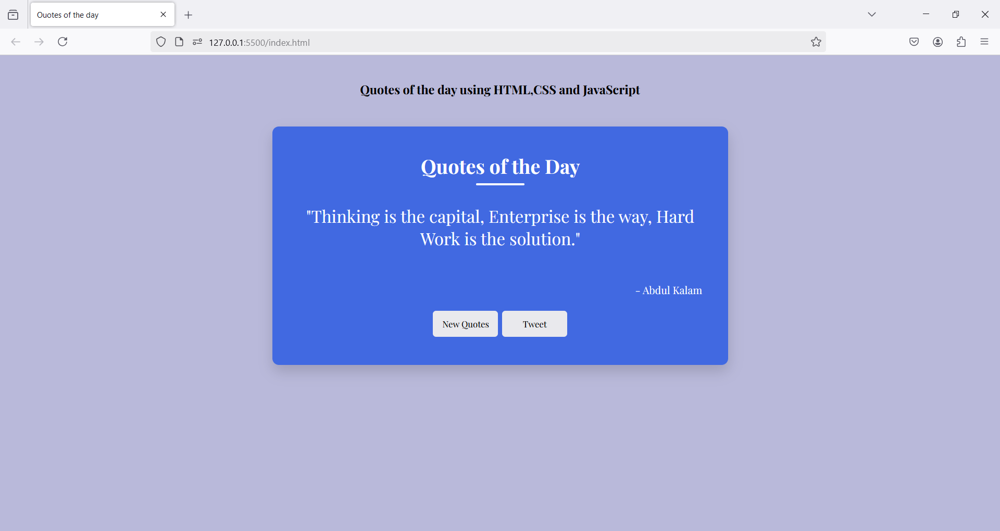 Quotes of the day
127.0.0.1:5500/index.html
Quotes of the day using HTML,CSS and JavaScript
Quotes of the Day
"Thinking is the capital, Enterprise is the way, Hard
Work is the solution."
- Abdul Kalam
New Quotes
Tweet